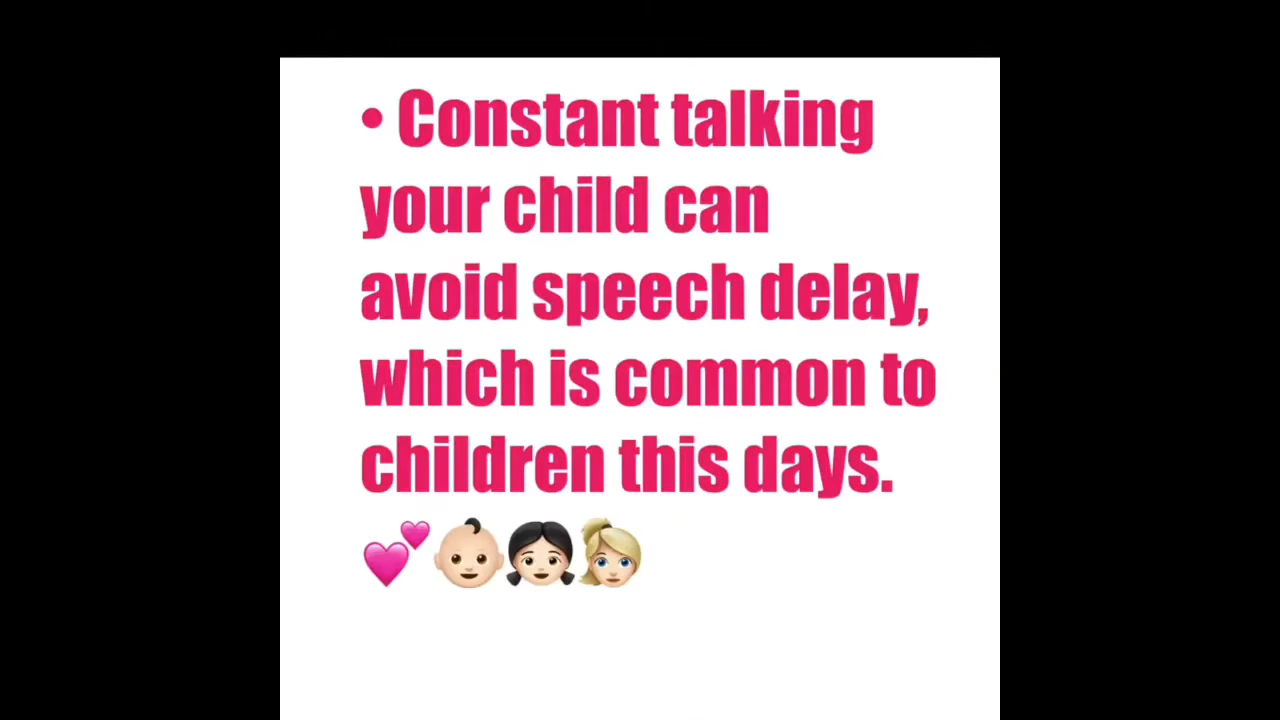 • Constant talking
your child can
avoid speech delay,
which is common to
children this days.
💕👶🏻👧🏻👱🏻‍♀️